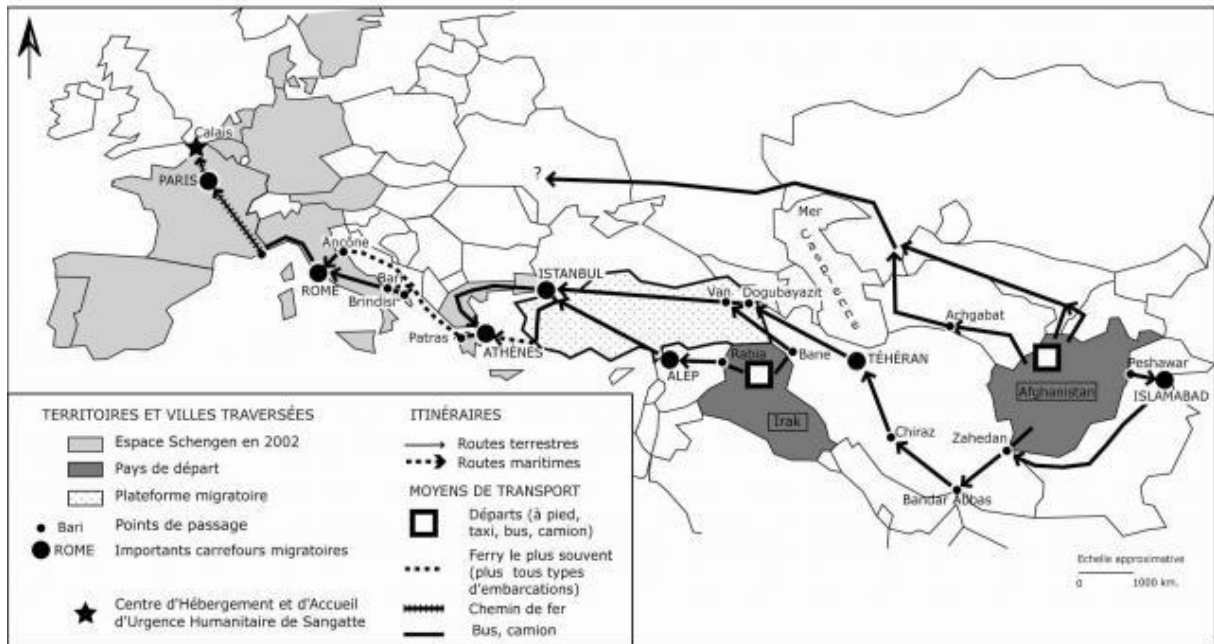 Calais
PARIS
?
Mer
Caspienne
Ancône
ROME
Bari
Brindisi
ISTANBUL
Van
Dogubayazit
Achgabat
Patras
ATHÈNES
ALEP
Rabia
Bane
TÉHÉRAN
Peshawar
Afghanistan
ISLAMABAD
Irak
Chiraz
Zahedan
Bandar Abbas
TERRITOIRES ET VILLES TRAVERSÉES
Espace Schengen en 2002
Pays de départ
Plateforme migratoire
Bari
Points de passage
ROME
Importants carrefours migratoires
Centre d'Hébergement et d'Accueil
d'Urgence Humanitaire de Sangatte
ITINÉRAIRES
Routes terrestres
Routes maritimes
MOYENS DE TRANSPORT
Départs (à pied,
taxi, bus, camion)
Ferry le plus souvent
(plus tous types
d'embarcations)
Chemin de fer
Bus, camion
Echelle approximative
0 1000 km.